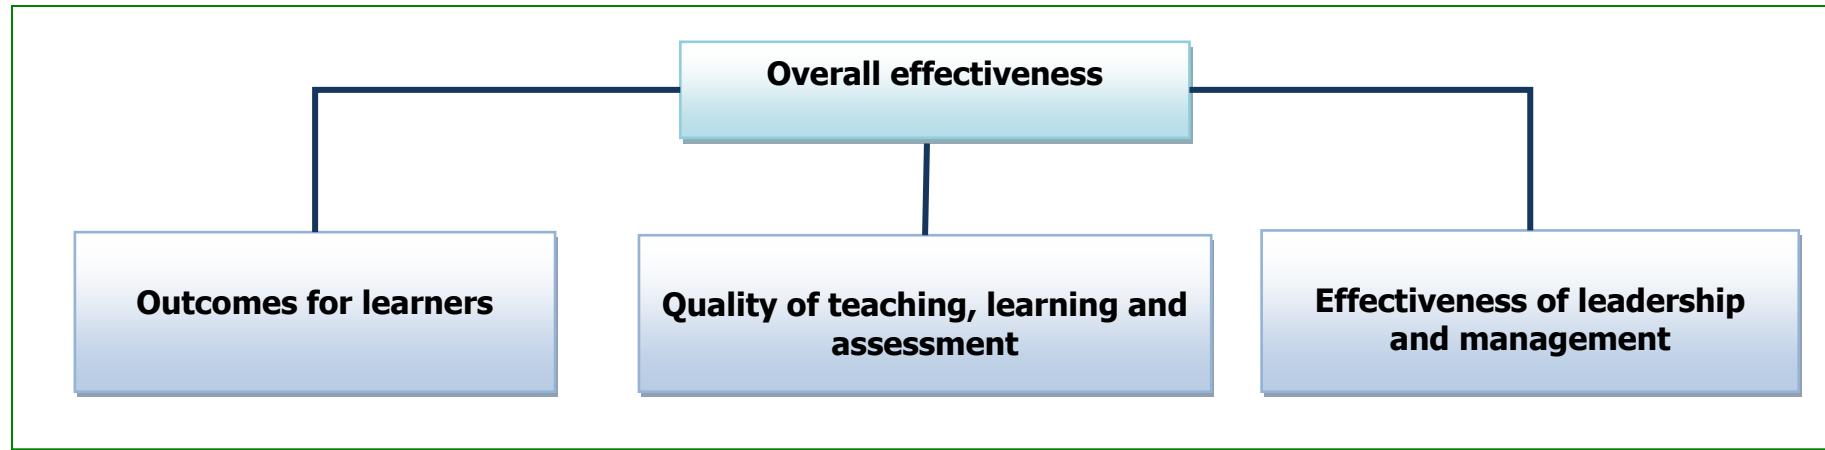 Overall effectiveness
Outcomes for learners
Quality of teaching, learning and
assessment
Effectiveness of leadership
and management